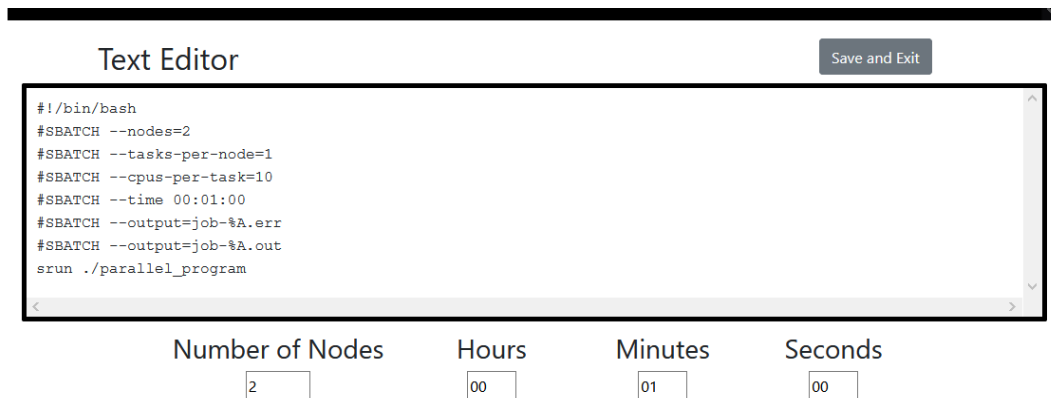 Text Editor
Save and Exit
#!/bin/bash
#SBATCH --nodes=2
#SBATCH --tasks-per-node=1
#SBATCH --cpus-per-task=10
#SBATCH --time 00:01:00
#SBATCH --output=job-%A.err
#SBATCH --output=job-%A.out
srun ./parallel_program
Number of Nodes Hours Minutes Seconds
2 00 01 00